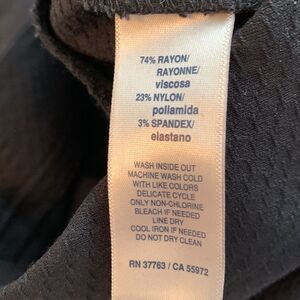 74% RAYON/
RAYONNE/
viscosa
23% NYLON/
poliamida
3% SPANDEX/
elastano
WASH INSIDE OUT
MACHINE WASH COLD
WITH LIKE COLORS
DELICATE CYCLE
ONLY NON-CHLORINE
BLEACH IF NEEDED
LINE DRY
COOL IRON IF NEEDED
DO NOT DRY CLEAN
RN 37763 / CA 55972